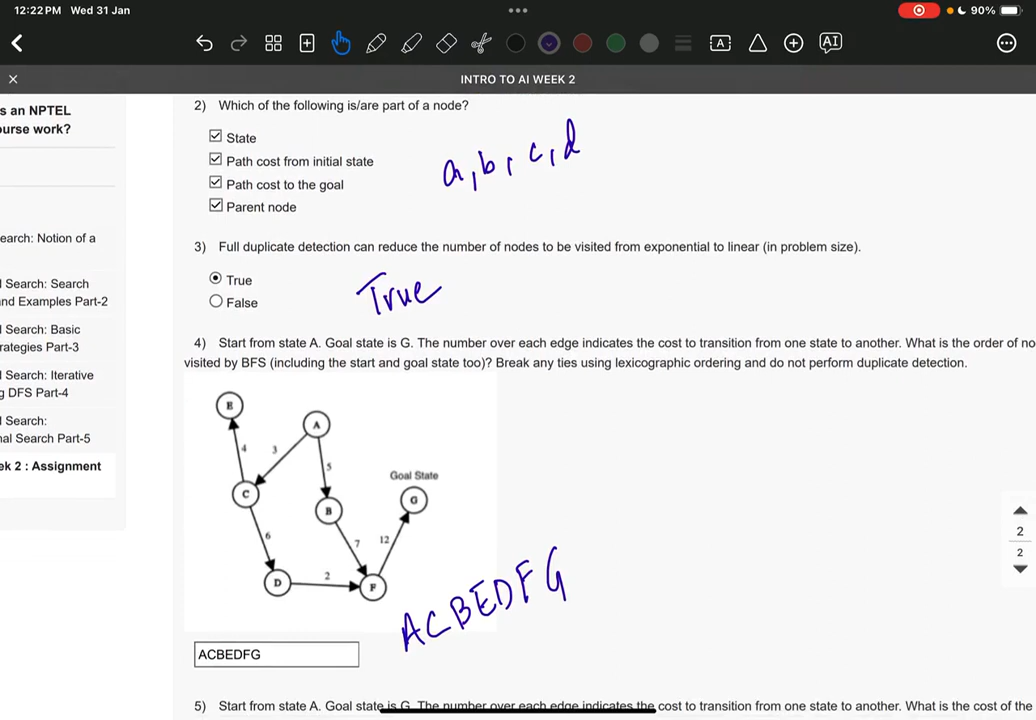 12:22 PM Wed 31 Jan
90%
A
AI
INTRO TO AI WEEK 2
s an NPTEL
ourse work?
earch: Notion of a
l Search: Search
nd Examples Part-2
l Search: Basic
rategies Part-3
l Search: Iterative
g DFS Part-4
l Search:
nal Search Part-5
ek 2 : Assignment
2) Which of the following is/are part of a node?
State
Path cost from initial state
Path cost to the goal
Parent node
a, b, c, d
3) Full duplicate detection can reduce the number of nodes to be visited from exponential to linear (in problem size).
True
False
True
4) Start from state A. Goal state is G. The number over each edge indicates the cost to transition from one state to another. What is the order of no
visited by BFS (including the start and goal state too)? Break any ties using lexicographic ordering and do not perform duplicate detection.
E
A
4
3
5
Goal State
C
G
B
6
7
12
D
2
F
ACBEDFG
ACBEDFG
2
2
5) Start from state A. Goal state is G. The number over each edge indicates the cost to transition from one state to another. What is the cost of the